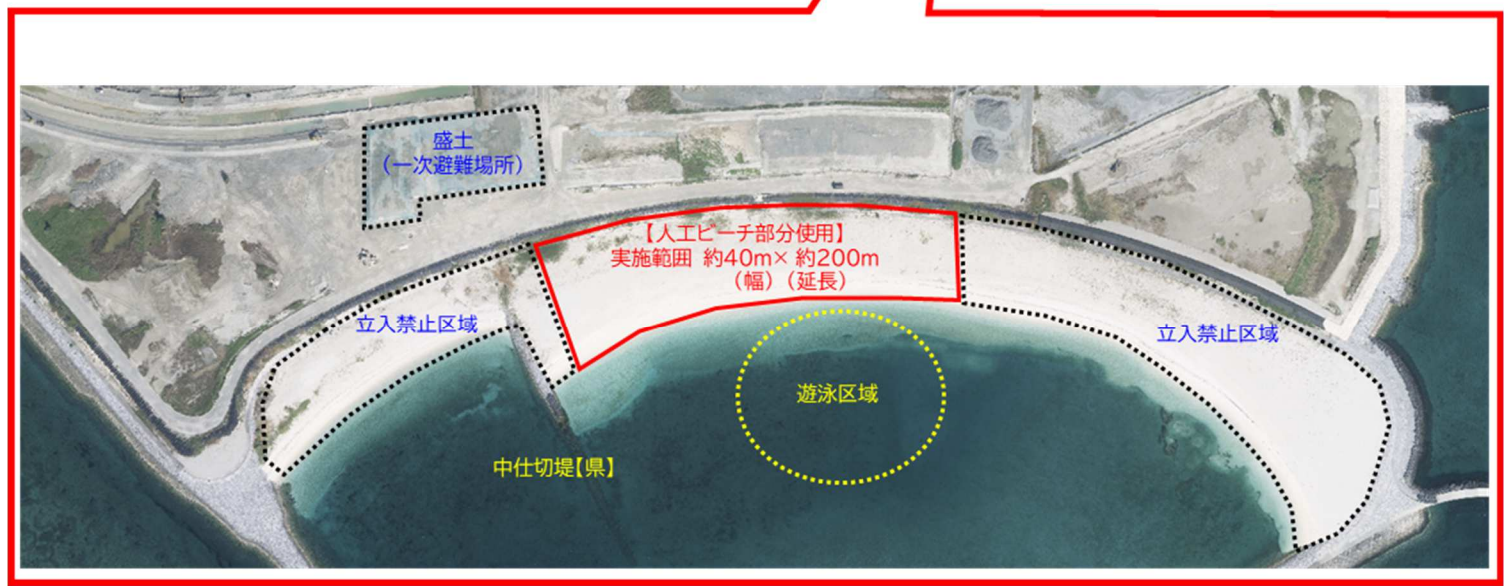 盛土
（一次避難場所）
【人工ビーチ部分使用】
実施範囲 約40m×約200m
（幅）（延長）
立入禁止区域
立入禁止区域
遊泳区域
中仕切堤【県】